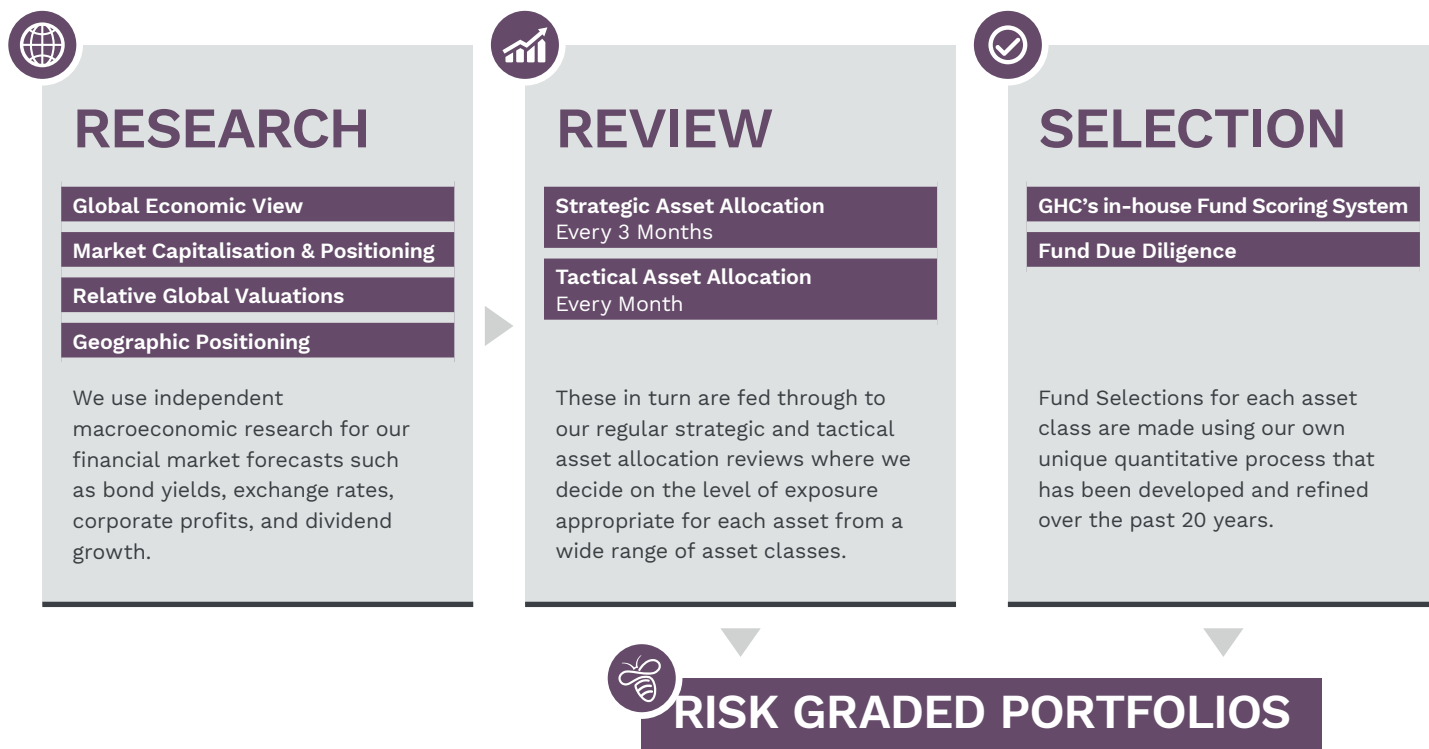 RESEARCH
Global Economic View
Market Capitalisation & Positioning
Relative Global Valuations
Geographic Positioning
We use independent
macroeconomic research for our
financial market forecasts such
as bond yields, exchange rates,
corporate profits, and dividend
growth.
REVIEW
Strategic Asset Allocation
Every 3 Months
Tactical Asset Allocation
Every Month
These in turn are fed through to
our regular strategic and tactical
asset allocation reviews where we
decide on the level of exposure
appropriate for each asset from a
wide range of asset classes.
SELECTION
GHC’s in-house Fund Scoring System
Fund Due Diligence
Fund Selections for each asset
class are made using our own
unique quantitative process that
has been developed and refined
over the past 20 years.
RISK GRADED PORTFOLIOS